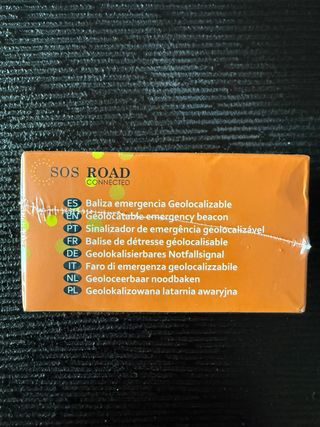 SOS ROAD
CONNECTED
ES Baliza emergencia Geolocalizable
EN Geolocatable emergency beacon
PT Sinalizador de emergência geolocalizável
FR Balise de détresse géolocalisable
DE Geolokalisierbares Notfallsignal
IT Faro di emergenza geolocalizzabile
NL Geoloceerbaar noodbaken
PL Geolokalizowana latarnia awaryjna